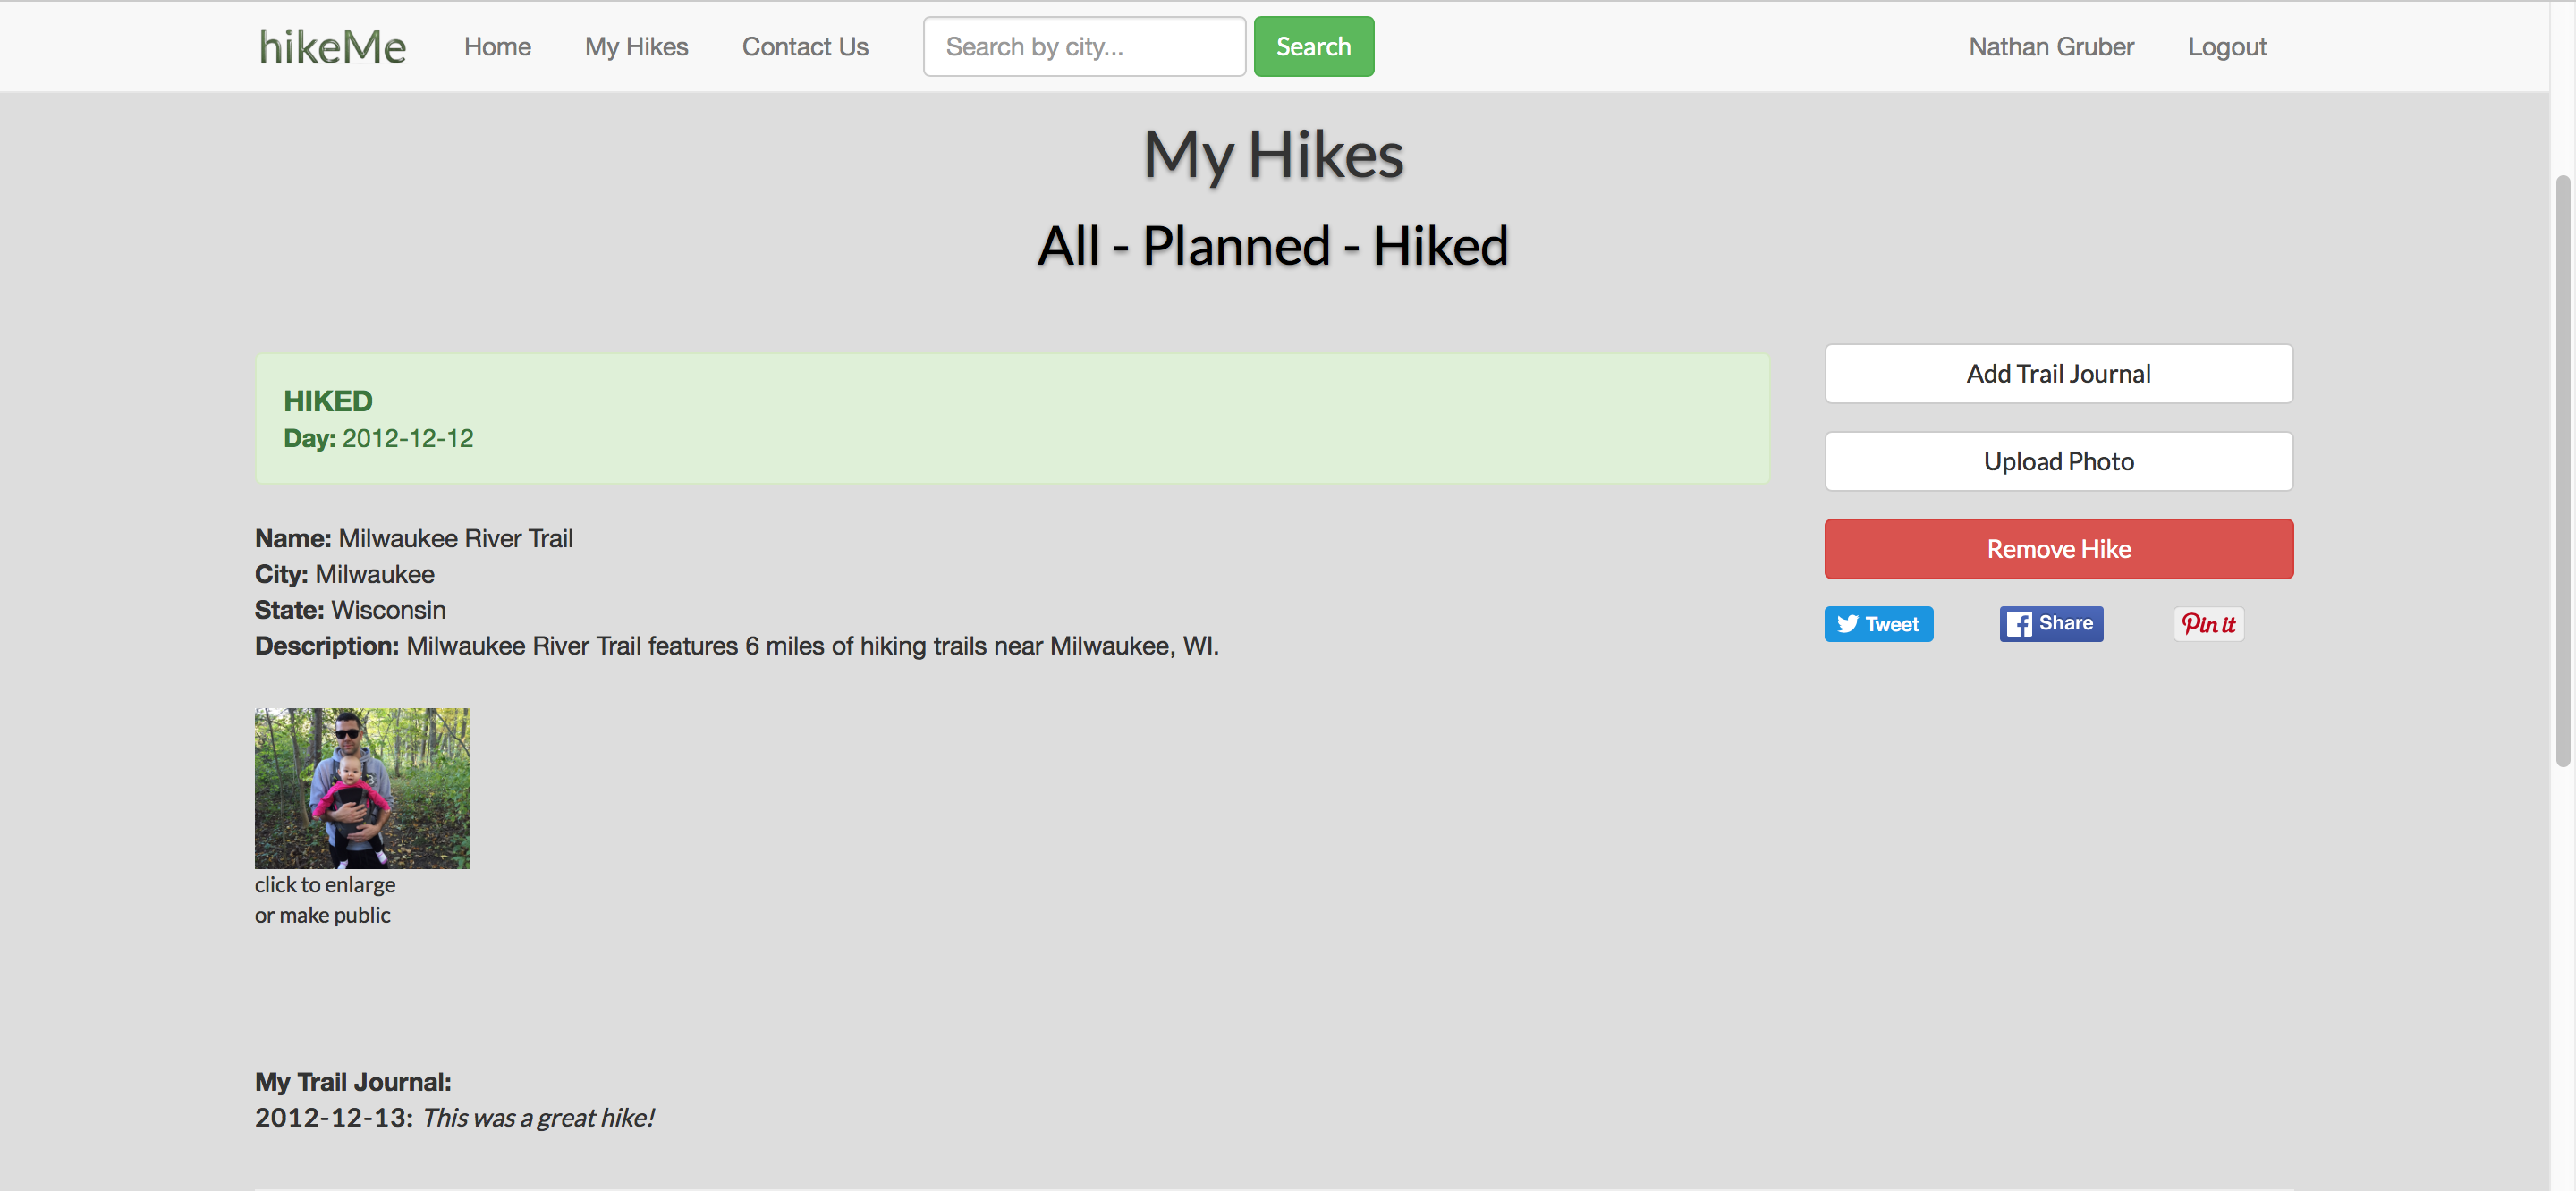 hikeMe Home My Hikes Contact Us Search by city... Search Nathan Gruber Logout
My Hikes
All - Planned - Hiked
HIKED
Day: 2012-12-12
Add Trail Journal
Upload Photo
Remove Hike
Tweet Share Pin it
Name: Milwaukee River Trail
City: Milwaukee
State: Wisconsin
Description: Milwaukee River Trail features 6 miles of hiking trails near Milwaukee, WI.
click to enlarge
or make public
My Trail Journal:
2012-12-13: This was a great hike!